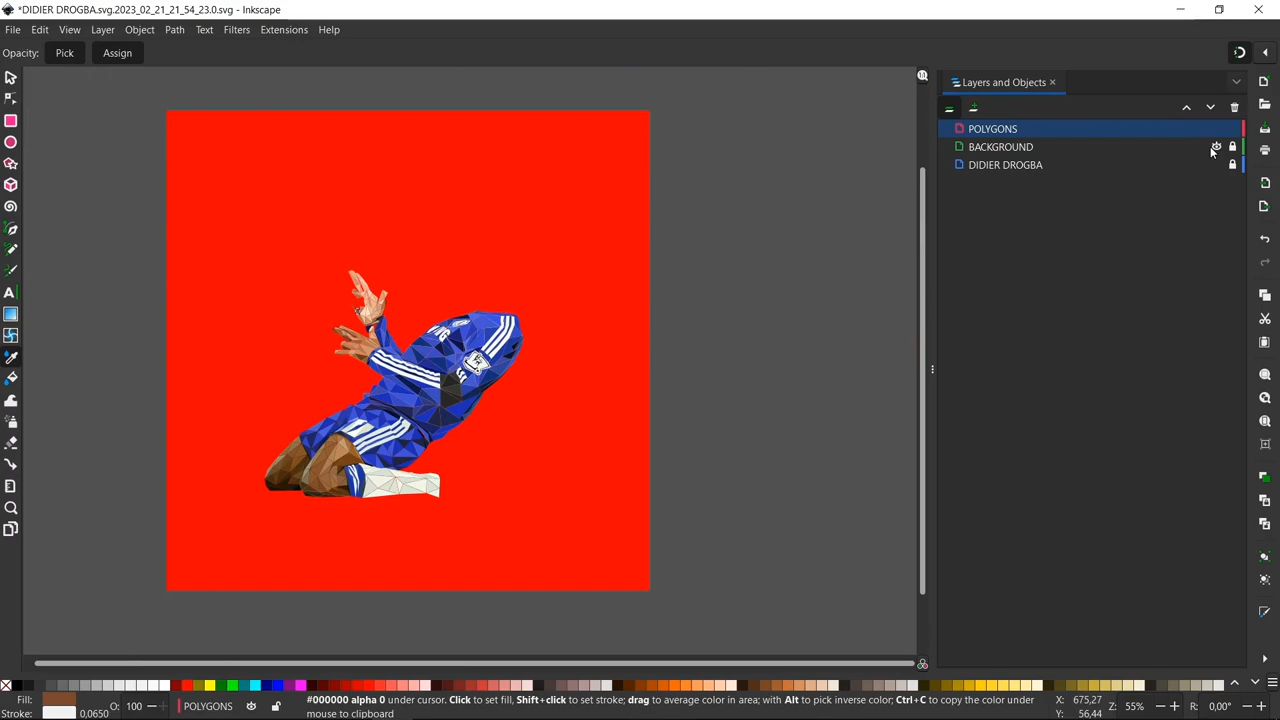 *DIDIER DROGBA.svg.2023_02_21_21_54_23.0.svg - Inkscape
File Edit View Layer Object Path Text Filters Extensions Help
Opacity: Pick Assign
Layers and Objects
POLYGONS
BACKGROUND
DIDIER DROGBA
Fill:
Stroke: 0,0650
O: 100
POLYGONS
#000000 alpha 0 under cursor. Click to set fill, Shift+click to set stroke; drag to average color in area; with Alt to pick inverse color; Ctrl+C to copy the color under
mouse to clipboard
X: 675,27
Y: 56,44
Z: 55%
R: 0,00°